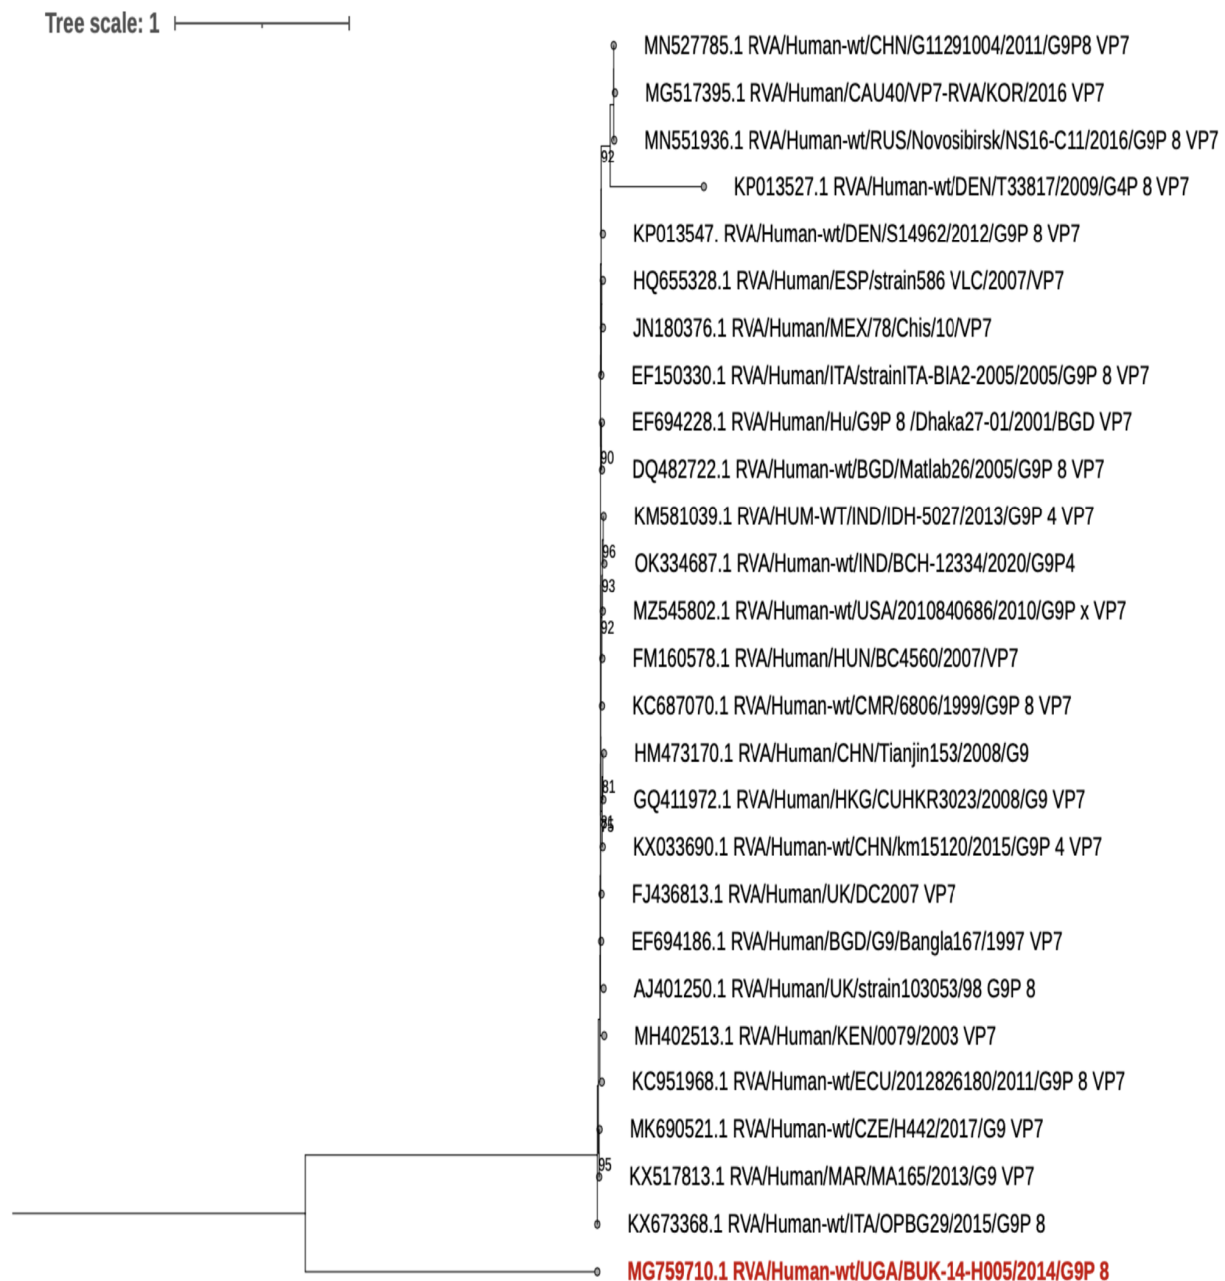 Tree scale: 1
MN527785.1 RVA/Human-wt/CHN/G11291004/2011/G9P8 VP7
MG517395.1 RVA/Human/CAU40/VP7-RVA/KOR/2016 VP7
MN551936.1 RVA/Human-wt/RUS/Novosibirsk/NS16-C11/2016/G9P 8 VP7
92
KP013527.1 RVA/Human-wt/DEN/T33817/2009/G4P 8 VP7
KP013547. RVA/Human-wt/DEN/S14962/2012/G9P 8 VP7
HQ655328.1 RVA/Human/ESP/strain586 VLC/2007/VP7
JN180376.1 RVA/Human/MEX/78/Chis/10/VP7
EF150330.1 RVA/Human/ITA/strainITA-BIA2-2005/2005/G9P 8 VP7
EF694228.1 RVA/Human/Hu/G9P 8 /Dhaka27-01/2001/BGD VP7
90
DQ482722.1 RVA/Human-wt/BGD/Matlab26/2005/G9P 8 VP7
KM581039.1 RVA/HUM-WT/IND/IDH-5027/2013/G9P 4 VP7
96
OK334687.1 RVA/Human-wt/IND/BCH-12334/2020/G9P4
93
MZ545802.1 RVA/Human-wt/USA/2010840686/2010/G9P x VP7
92
FM160578.1 RVA/Human/HUN/BC4560/2007/VP7
KC687070.1 RVA/Human-wt/CMR/6806/1999/G9P 8 VP7
HM473170.1 RVA/Human/CHN/Tianjin153/2008/G9
81
GQ411972.1 RVA/Human/HKG/CUHKR3023/2008/G9 VP7
KX033690.1 RVA/Human-wt/CHN/km15120/2015/G9P 4 VP7
FJ436813.1 RVA/Human/UK/DC2007 VP7
EF694186.1 RVA/Human/BGD/G9/Bangla167/1997 VP7
AJ401250.1 RVA/Human/UK/strain103053/98 G9P 8
MH402513.1 RVA/Human/KEN/0079/2003 VP7
KC951968.1 RVA/Human-wt/ECU/2012826180/2011/G9P 8 VP7
MK690521.1 RVA/Human-wt/CZE/H442/2017/G9 VP7
95
KX517813.1 RVA/Human/MAR/MA165/2013/G9 VP7
KX673368.1 RVA/Human-wt/ITA/OPBG29/2015/G9P 8
MG759710.1 RVA/Human-wt/UGA/BUK-14-H005/2014/G9P 8